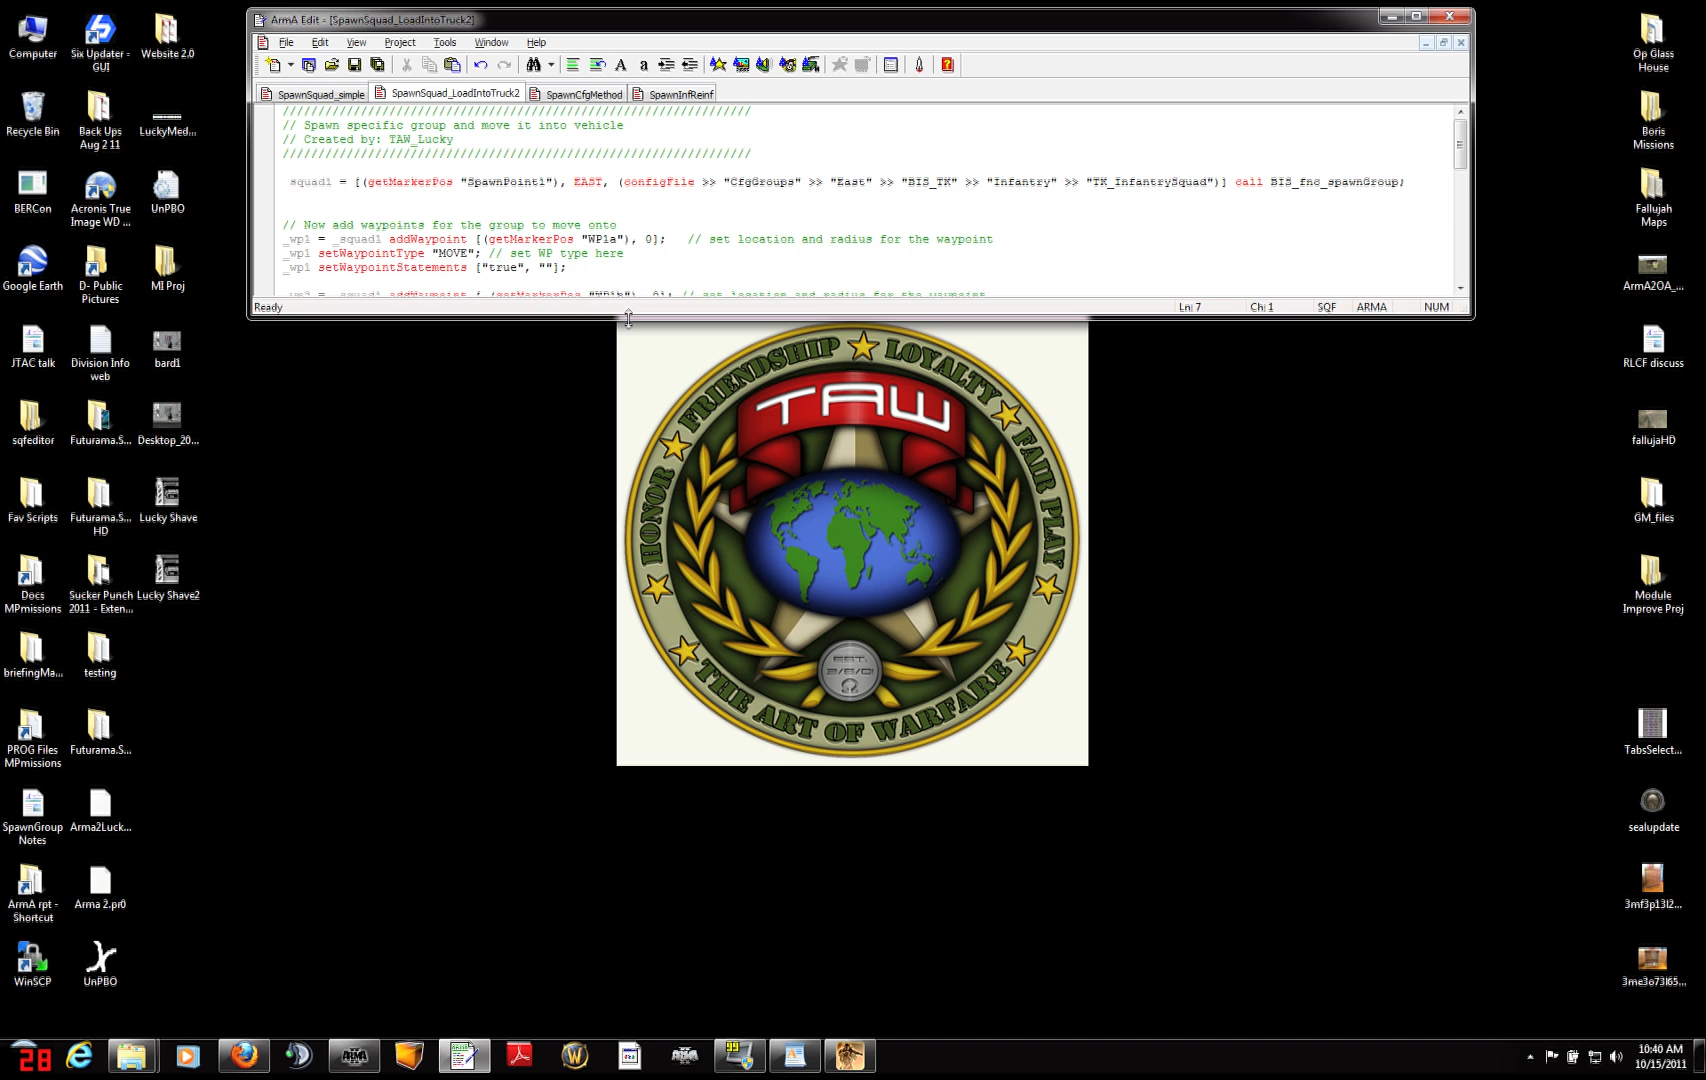 ArmA Edit - [SpawnSquad_LoadIntoTruck2]
File Edit View Project Tools Window Help
SpawnSquad_simple SpawnSquad_LoadIntoTruck2 SpawnCfgMethod SpawnInfReinf
////////////////////////////////////////////////////////////////// 
// Spawn specific group and move it into vehicle
// Created by: TAW_Lucky
//////////////////////////////////////////////////////////////////
squad1 = [(getMarkerPos "SpawnPoint1"), EAST, (configFile >> "CfgGroups" >> "East" >> "BIS_TK" >> "Infantry" >> "TK_InfantrySquad")] call BIS_fnc_spawnGroup;
// Now add waypoints for the group to move onto
_wp1 = _squad1 addWaypoint [(getMarkerPos "WP1a"), 0]; // set location and radius for the waypoint
_wp1 setWaypointType "MOVE"; // set WP type here
_wp1 setWaypointStatements ["true", ""];
Ready Ln: 7 Ch: 1 SQF ARMA NUM
Computer
Six Updater - GUI
Website 2.0
Recycle Bin
Back Ups
Aug 2 11
LuckyMed...
BERCon
Acronis True
Image WD ...
UnPBO
Google Earth
D- Public
Pictures
MI Proj
JTAC talk
Division Info
web
bard1
sqfeditor
Futurama.S...
Desktop_20...
Fav Scripts
Futurama.S...
HD
Lucky Shave
Docs
MPmissions
Sucker Punch
2011 - Exten...
Lucky Shave2
briefingMa...
testing
PROG Files
MPmissions
Futurama.S...
SpawnGroup
Notes
Arma2Luck...
ArmA rpt -
Shortcut
Arma 2.pr0
WinSCP
UnPBO
HONOR FRIENDSHIP LOYALTY FAIR PLAY
TAW
EST.
3/8/01
THE ART OF WARFARE
Op Glass
House
Boris
Missions
Fallujah
Maps
ArmA2OA_...
RLCF discuss
fallujaHD
GM_files
Module
Improve Proj
TabsSelect...
sealupdate
3mf3p13l2...
3me3o73l65...
28
ARMA
ARMA
10:40 AM
10/15/2011